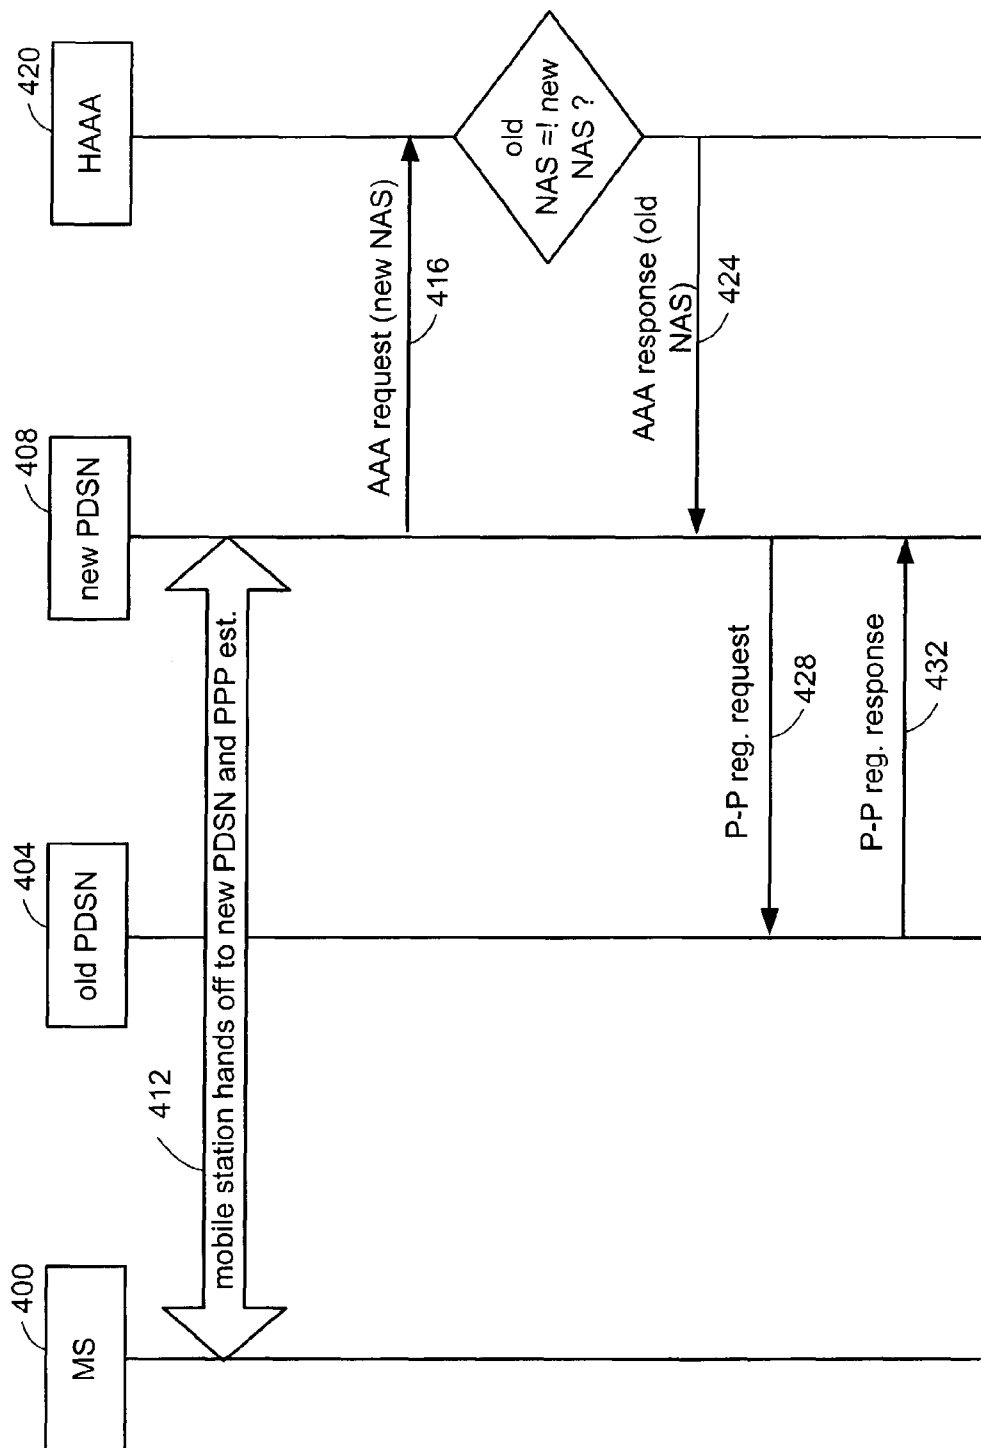 400
MS
404
old PDSN
408
new PDSN
420
HAAA
412
mobile station hands off to new PDSN and PPP est.
AAA request (new NAS)
416
old
NAS =! new
NAS ?
AAA response (old
NAS)
424
P-P reg. request
428
P-P reg. response
432